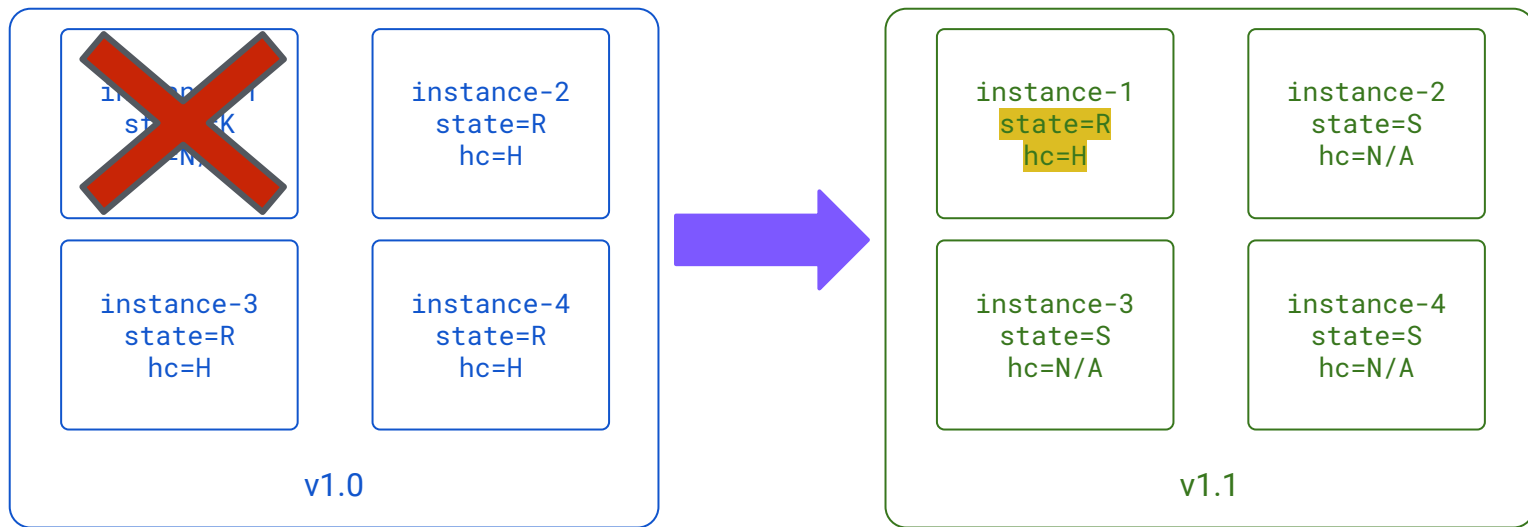 instance-2
state=R
hc=H
instance-3
state=R
hc=H
instance-4
state=R
hc=H
v1.0
instance-1
state=R
hc=H
instance-2
state=S
hc=N/A
instance-3
state=S
hc=N/A
instance-4
state=S
hc=N/A
v1.1